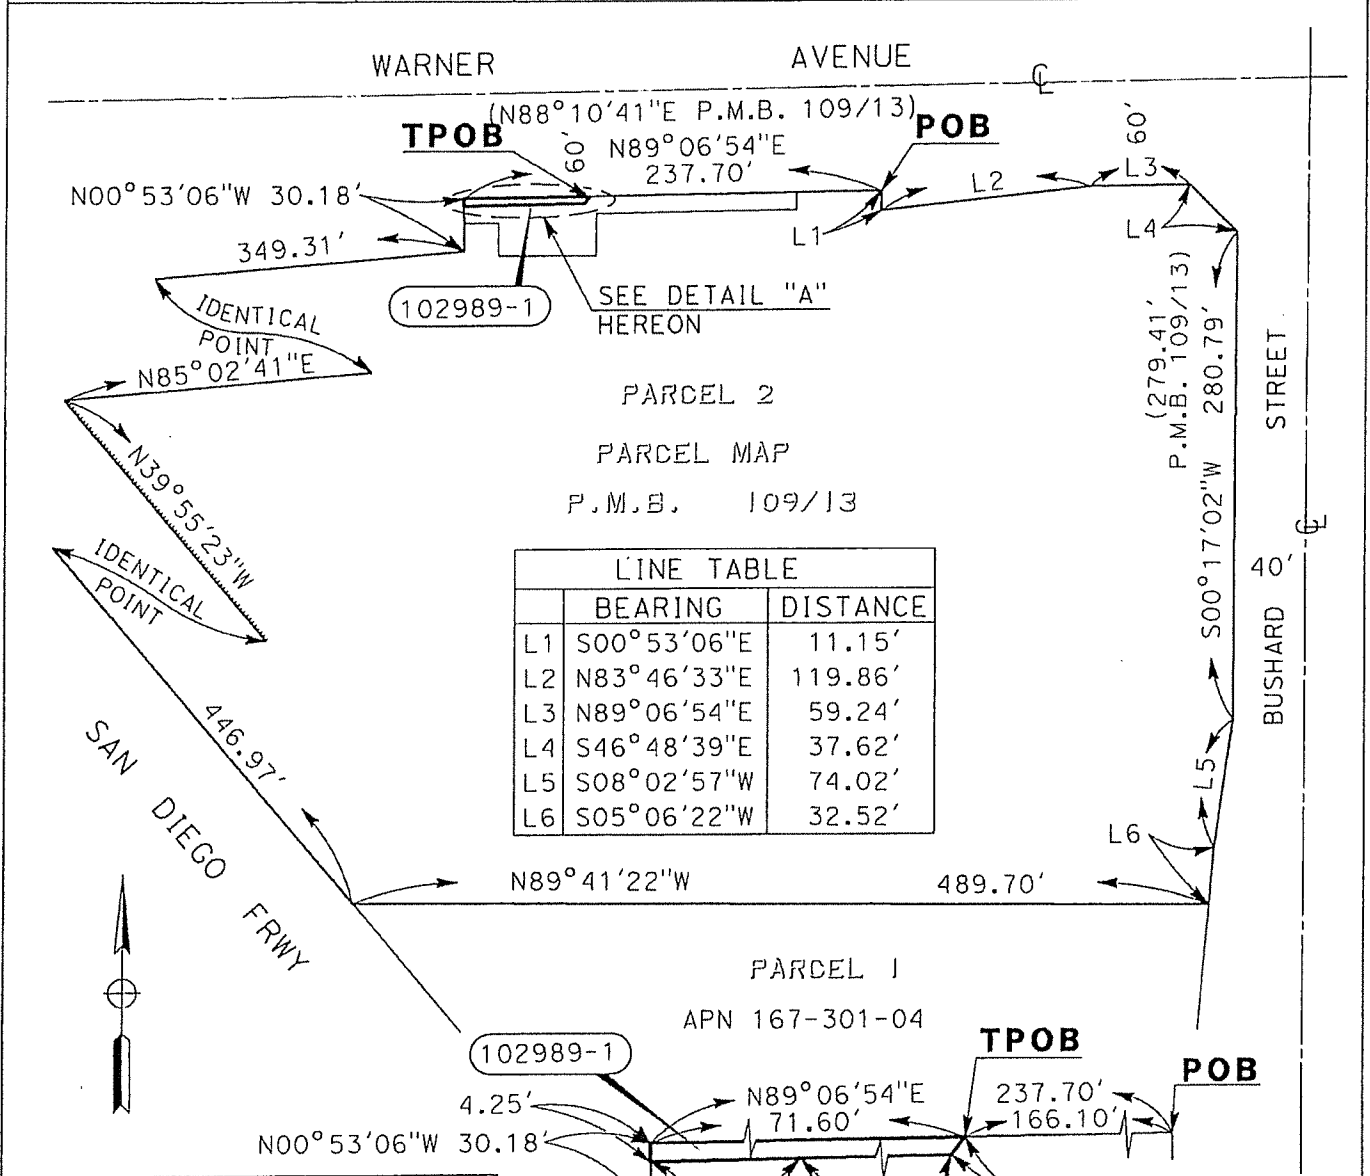 WARNER AVENUE
℄
(N88°10'41"E P.M.B. 109/13)
TPOB
60'
N89°06'54"E
237.70'
POB
60'
L3
L2
N00°53'06"W 30.18'
349.31'
L1
L4
102989-1
SEE DETAIL "A"
HEREON
IDENTICAL
POINT
N85°02'41"E
(279.41'
P.M.B. 109/13)
S00°17'02"W 280.79'
STREET
PARCEL 2
PARCEL MAP
P.M.B. 109/13
N39°55'23"W
IDENTICAL
POINT
℄
40'
BUSHARD
LINE TABLE
BEARING DISTANCE
L1 S00°53'06"E 11.15'
L2 N83°46'33"E 119.86'
L3 N89°06'54"E 59.24'
L4 S46°48'39"E 37.62'
L5 S08°02'57"W 74.02'
L6 S05°06'22"W 32.52'
446.97'
SAN DIEGO FRWY
L5
L6
N89°41'22"W 489.70'
PARCEL 1
APN 167-301-04
102989-1
TPOB
POB
4.25'
N89°06'54"E 237.70'
71.60' 166.10'
N00°53'06"W 30.18'